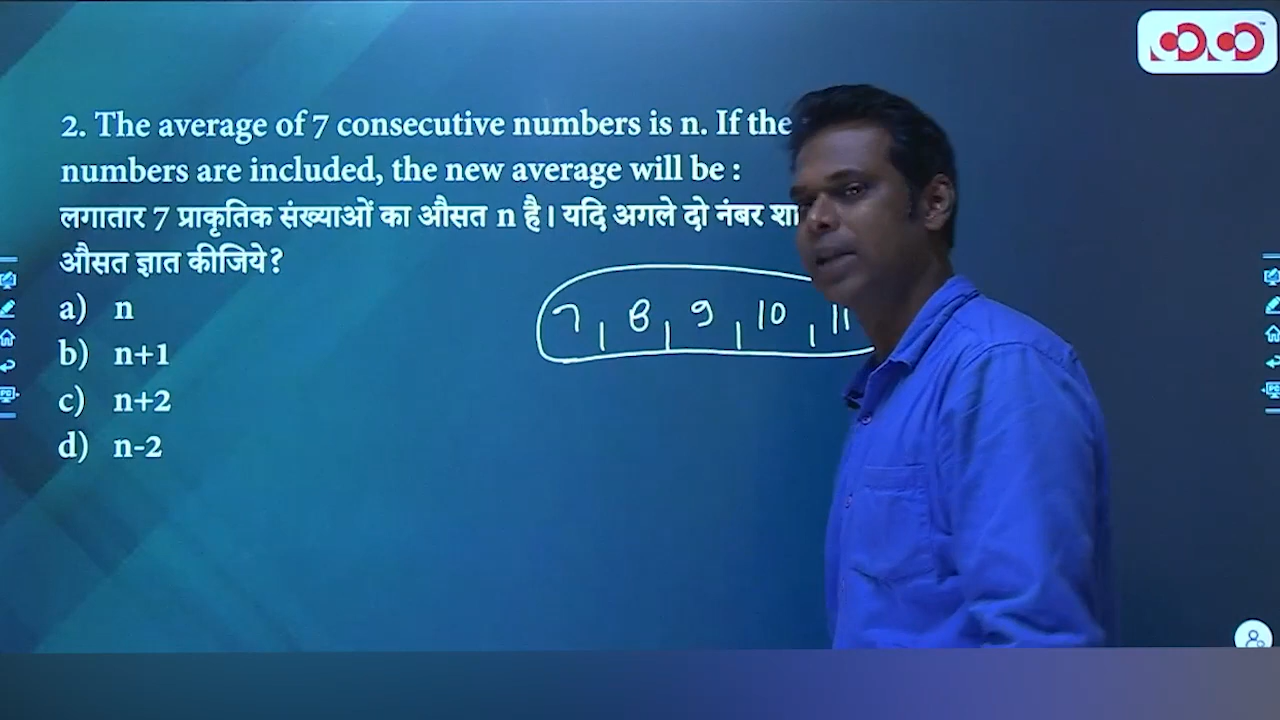 2. The average of 7 consecutive numbers is n. If the
numbers are included, the new average will be :
लगातार 7 प्राकृतिक संख्याओं का औसत n है। यदि अगले दो नंबर
औसत ज्ञात कीजिये?
a) n
b) n+1
c) n+2
d) n-2
7, 8, 9, 10, 11